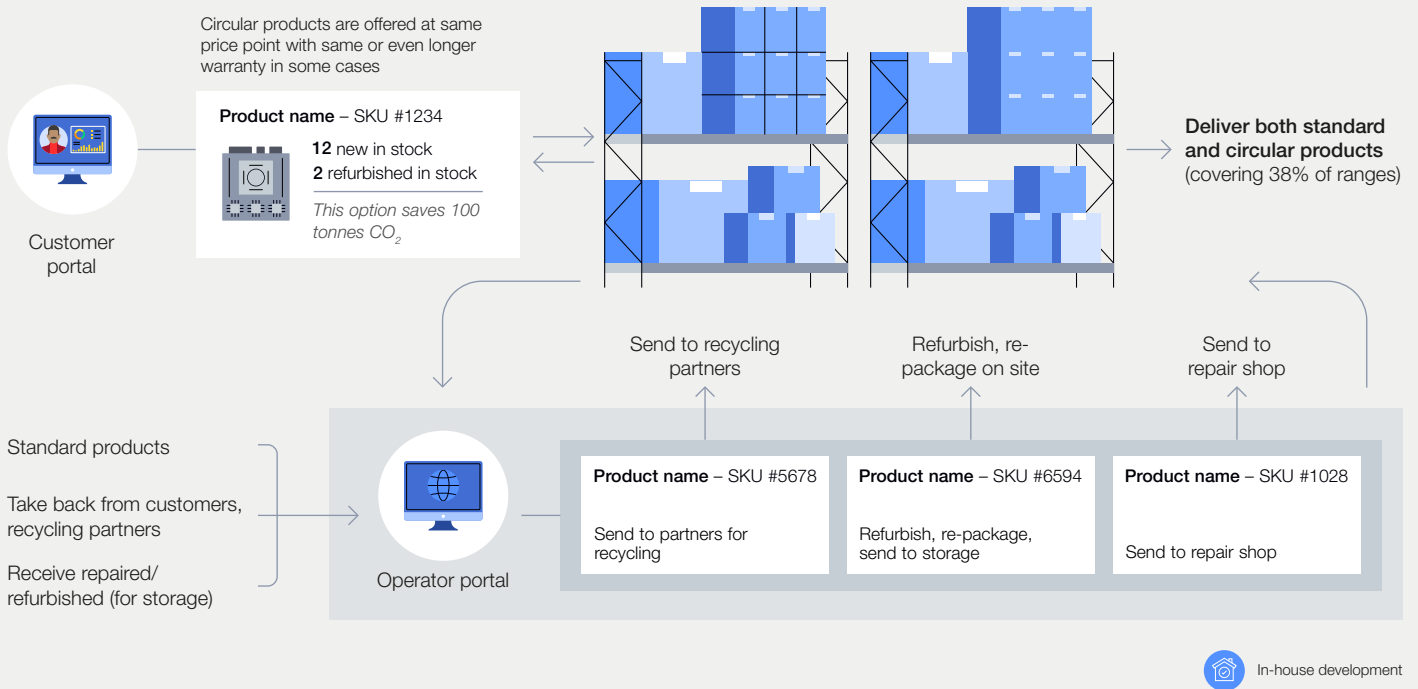 Circular products are offered at same
price point with same or even longer
warranty in some cases
Customer
portal
Product name – SKU #1234
12 new in stock
2 refurbished in stock
This option saves 100
tonnes CO₂
Deliver both standard
and circular products
(covering 38% of ranges)
Send to recycling
partners
Refurbish, re-
package on site
Send to
repair shop
Standard products
Take back from customers,
recycling partners
Receive repaired/
refurbished (for storage)
Operator portal
Product name – SKU #5678
Send to partners for
recycling
Product name – SKU #6594
Refurbish, re-package,
send to storage
Product name – SKU #1028
Send to repair shop
In-house development